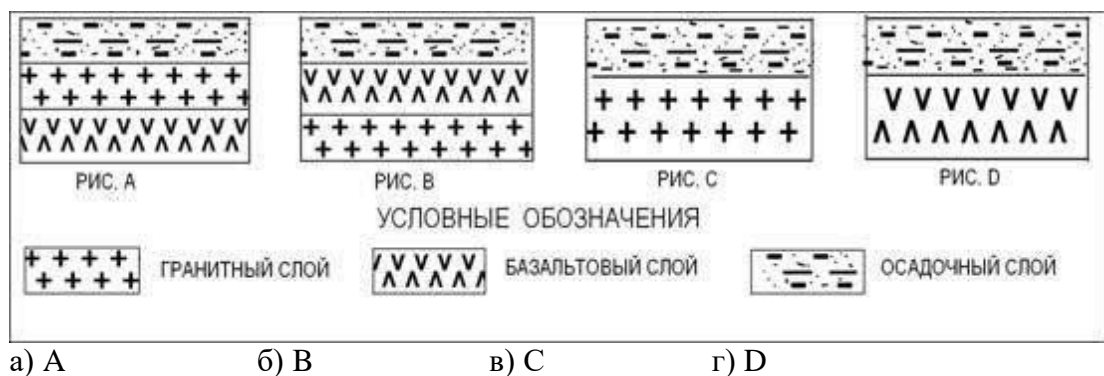 РИС. А РИС. В РИС. С РИС. D
УСЛОВНЫЕ ОБОЗНАЧЕНИЯ
ГРАНИТНЫЙ СЛОЙ БАЗАЛЬТОВЫЙ СЛОЙ ОСАДОЧНЫЙ СЛОЙ
а) А б) В в) С г) D